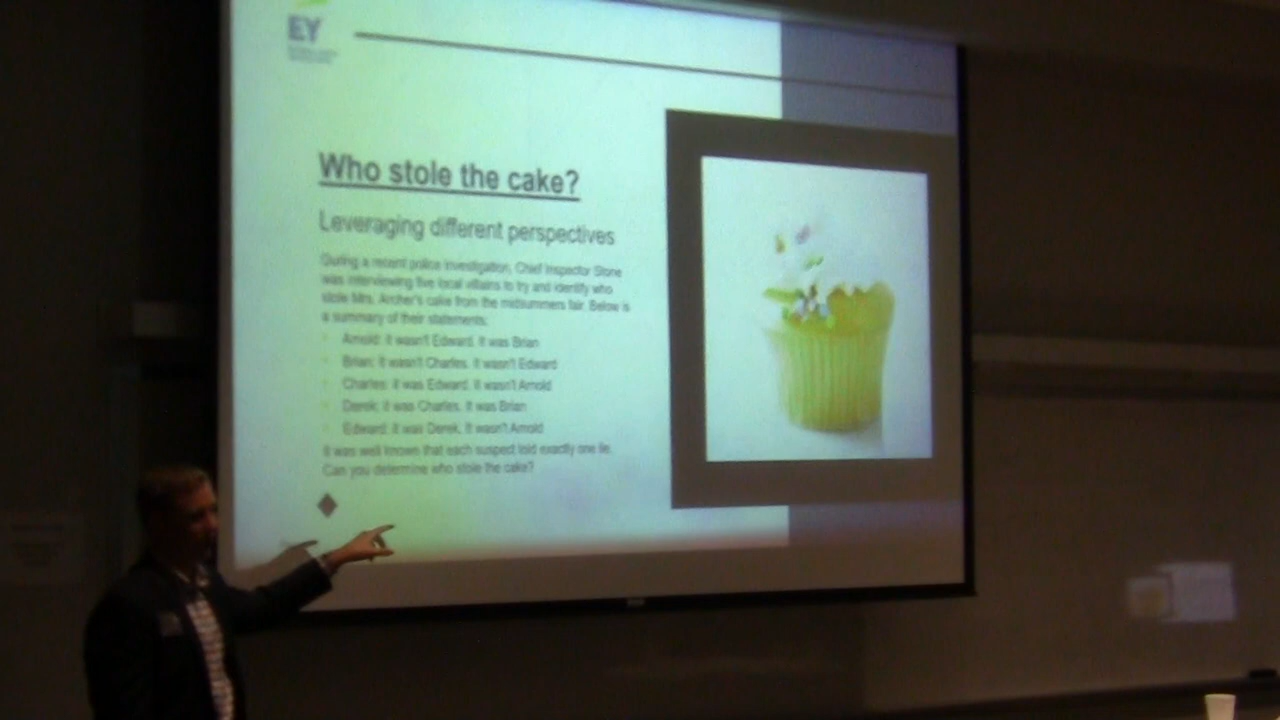 EY
Who stole the cake?
Leveraging different perspectives
During a recent police investigation, Chief Inspector Stone
was interviewing five local villains to try and identify who
stole Mrs. Archer's cake from the midsummers fair. Below is
a summary of their statements:
Arnold: it wasn't Edward. It was Brian
Brian: It wasn't Charles. It wasn't Edward
Charles: it was Edward. It wasn't Arnold
Derek: it was Charles. It was Brian
Edward: it was Derek. It wasn't Arnold
It was well known that each suspect told exactly one lie.
Can you determine who stole the cake?